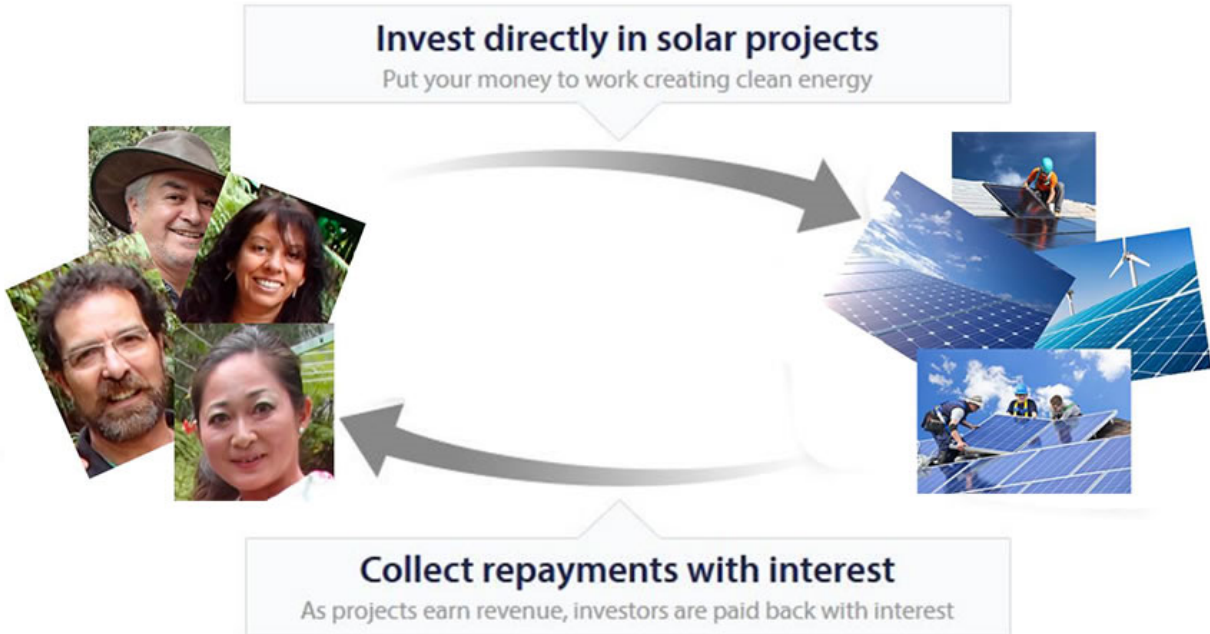 Invest directly in solar projects
Put your money to work creating clean energy
Collect repayments with interest
As projects earn revenue, investors are paid back with interest